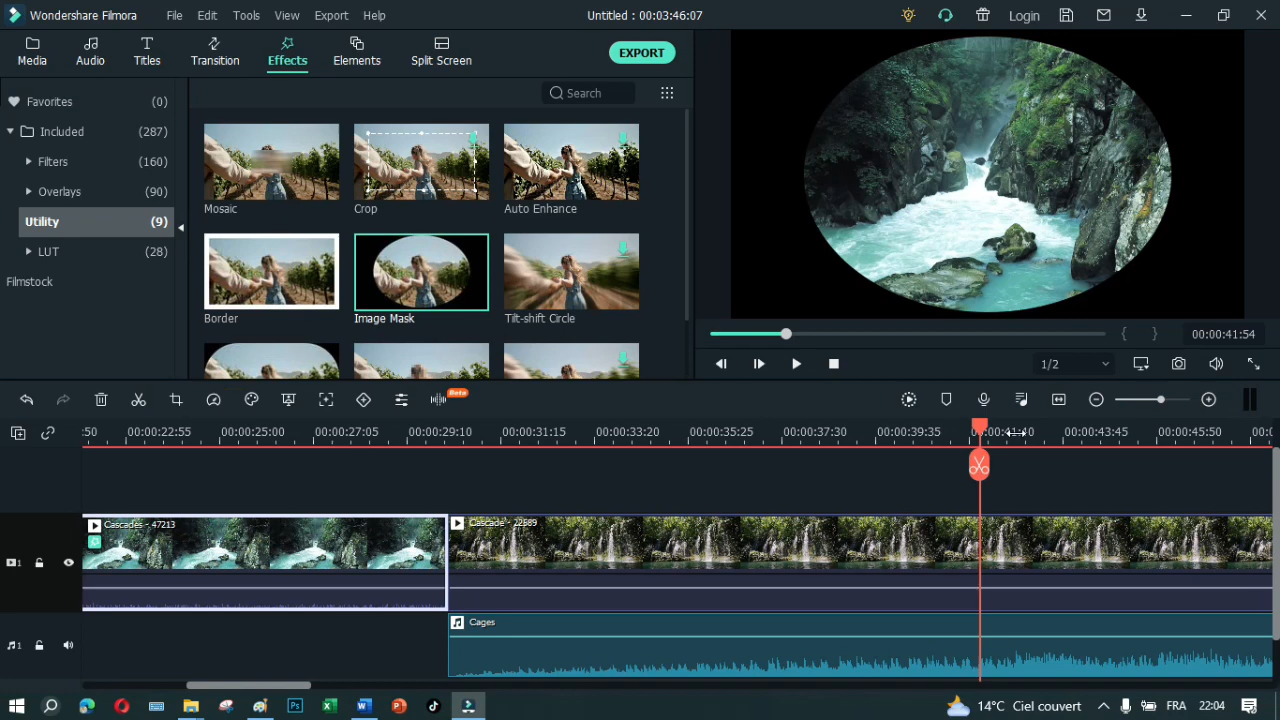 Wondershare Filmora File Edit Tools View Export Help Untitled : 00:03:46:07 Login
Media Audio Titles Transition Effects Elements Split Screen EXPORT
Favorites (0)
Included (287)
Filters (160)
Overlays (90)
Utility (9)
LUT (28)
Filmstock
Search
Mosaic Crop Auto Enhance
Border Image Mask Tilt-shift Circle
{ } 00:00:41:54
1/2
Beta
:50 00:00:22:55 00:00:25:00 00:00:27:05 00:00:29:10 00:00:31:15 00:00:33:20 00:00:35:25 00:00:37:30 00:00:39:35 00:00:43:45 00:00:45:50
Cascades - 47213 Cascade - 22689
1
Cages
1
Ps W P
14°C Ciel couvert FRA 22:04